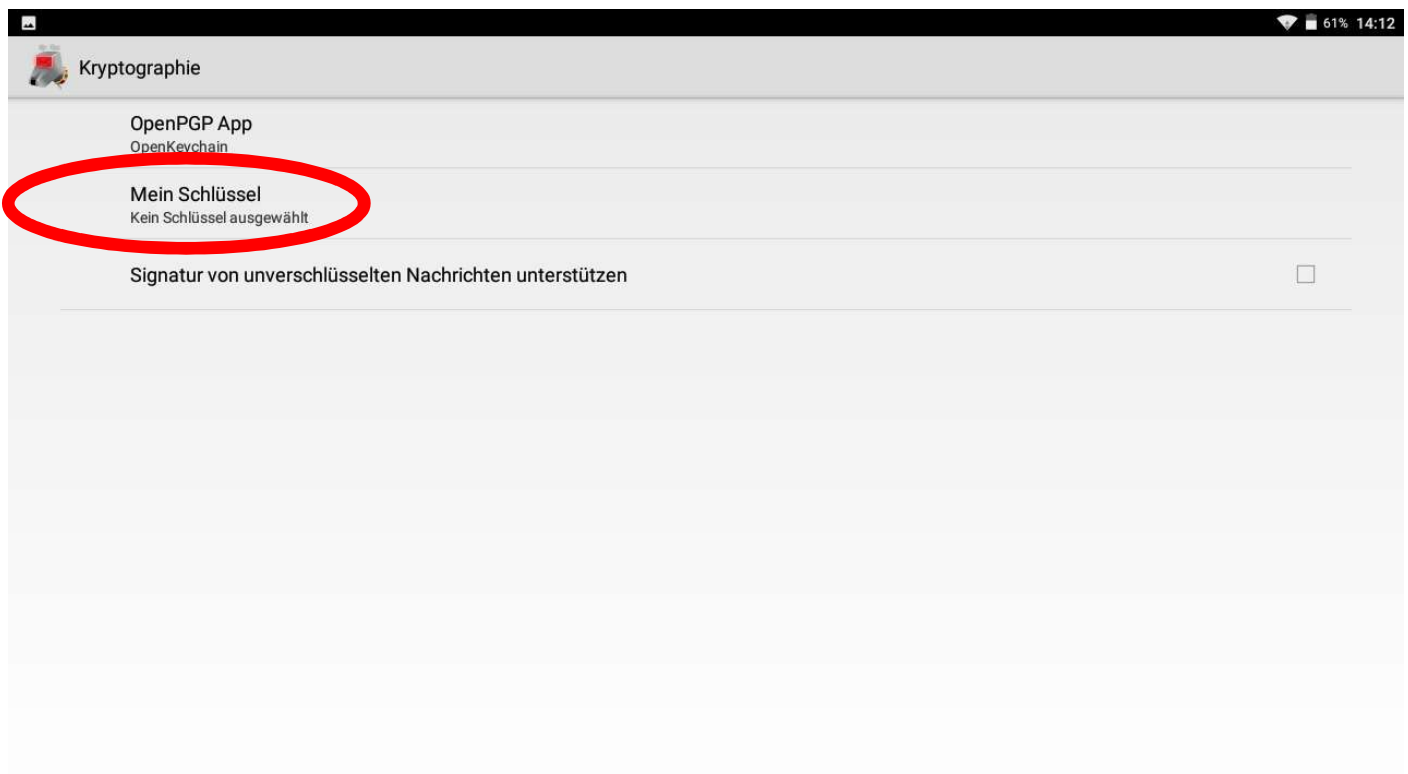 61% 14:12
Kryptographie
OpenPGP App
OpenKeychain
Mein Schlüssel
Kein Schlüssel ausgewählt
Signatur von unverschlüsselten Nachrichten unterstützen